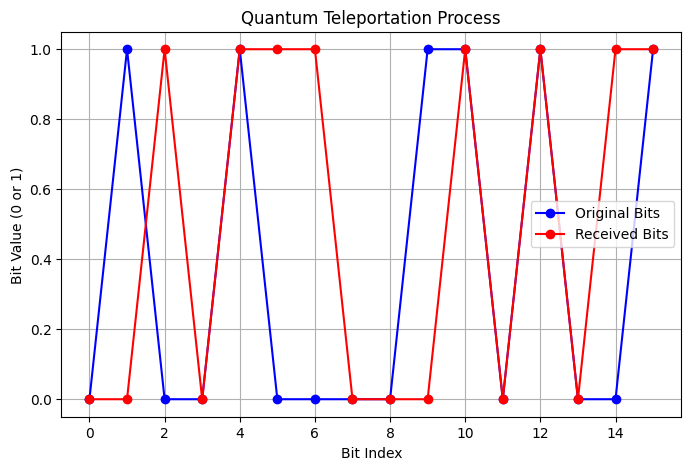 Quantum Teleportation Process
Bit Value (0 or 1)
1.0
0.8
0.6
0.4
0.2
0.0
Original Bits
Received Bits
0 2 4 6 8 10 12 14
Bit Index